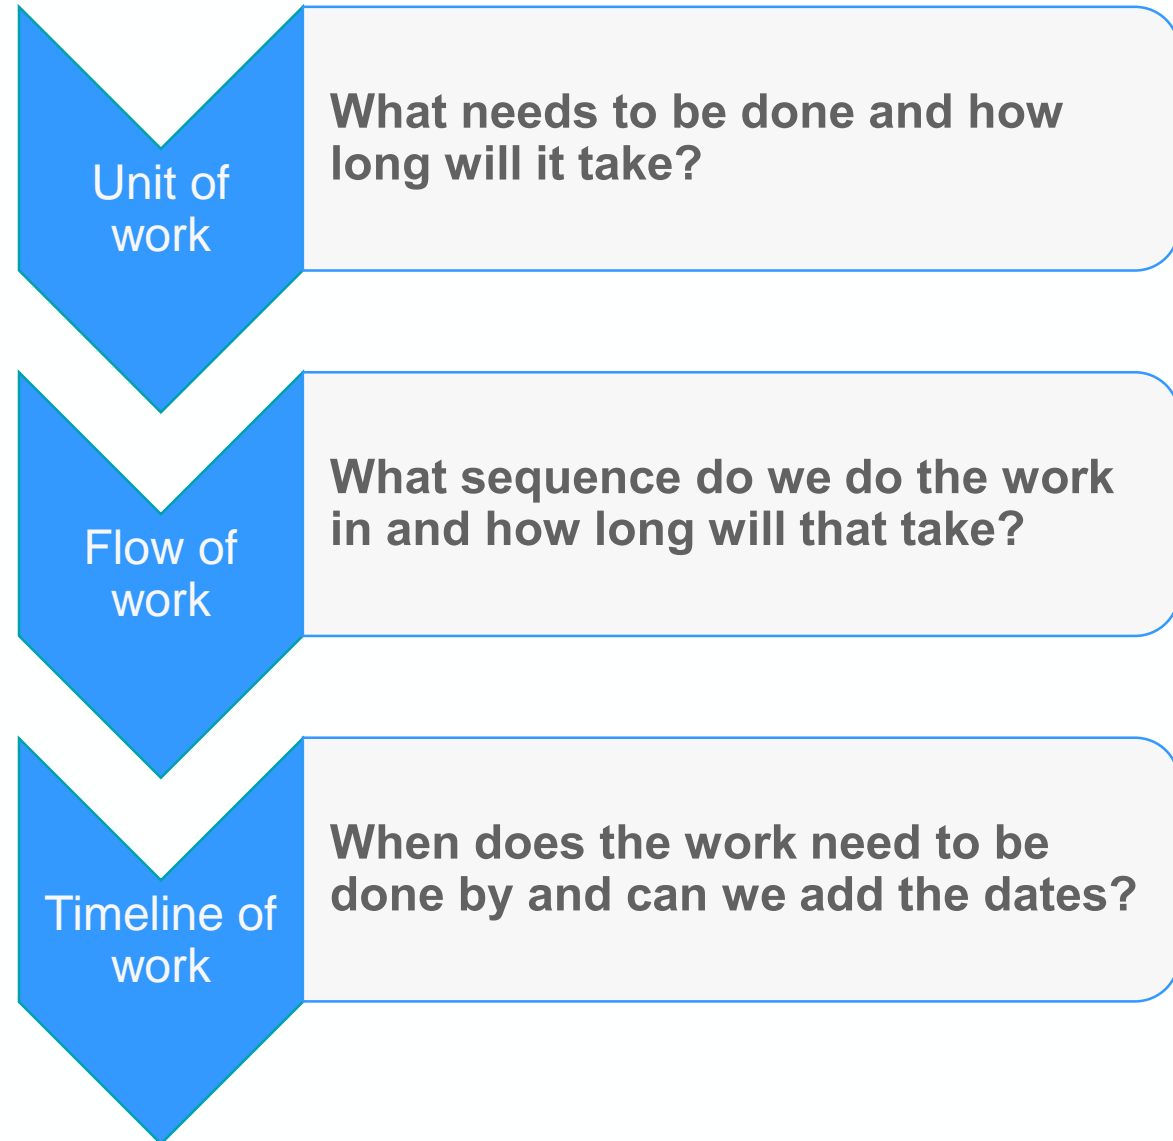 Unit of
work
What needs to be done and how
long will it take?
Flow of
work
What sequence do we do the work
in and how long will that take?
Timeline of
work
When does the work need to be
done by and can we add the dates?